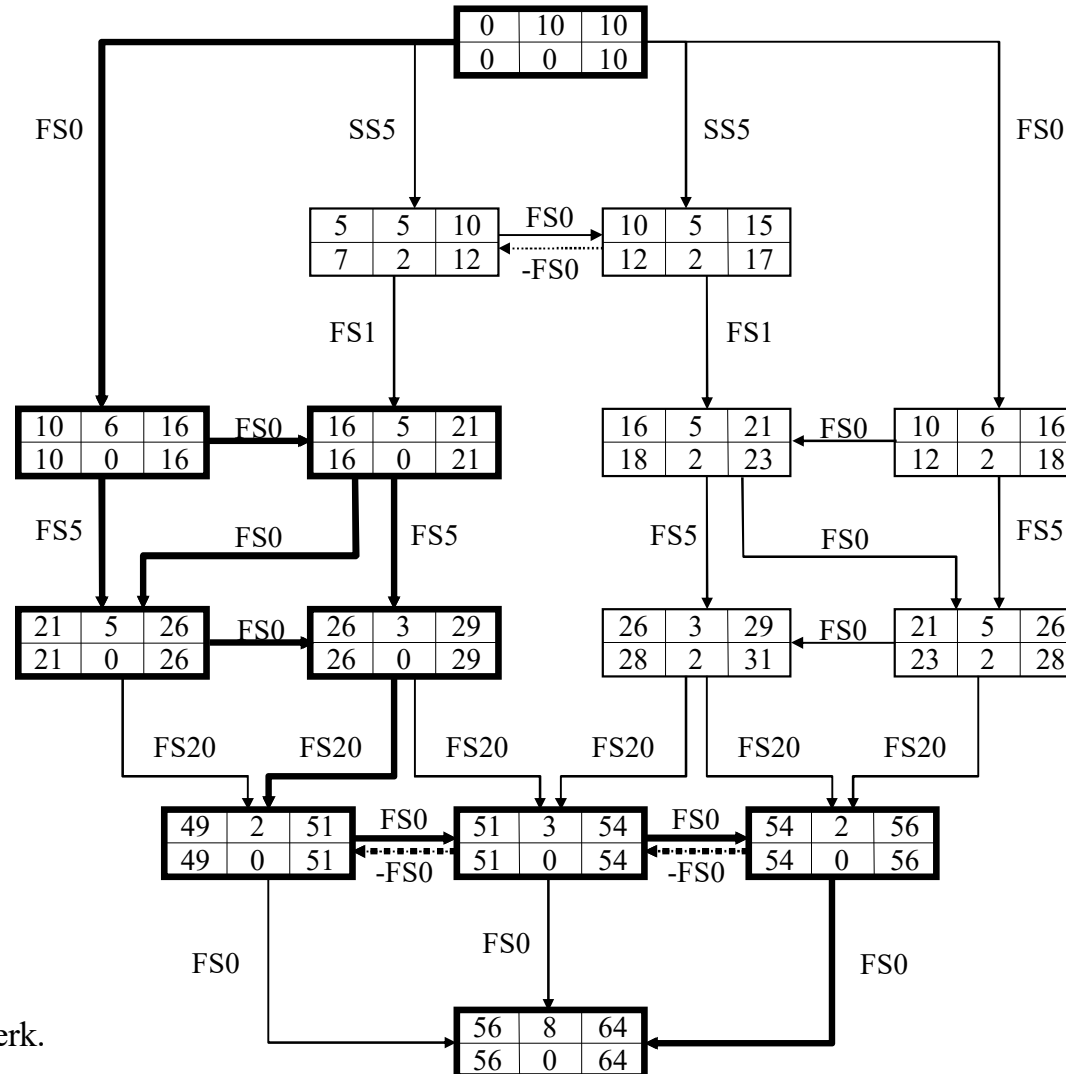 0 10 10
0 0 10
FS0 SS5 SS5 FS0
5 5 10 FS0 10 5 15
7 2 12 -FS0 12 2 17
FS1 FS1
10 6 16 FS0 16 5 21 16 5 21 FS0 10 6 16
10 0 16 16 0 21 18 2 23 12 2 18
FS5 FS0 FS5 FS5 FS0 FS5
21 5 26 FS0 26 3 29 26 3 29 FS0 21 5 26
21 0 26 26 0 29 28 2 31 23 2 28
FS20 FS20 FS20 FS20 FS20 FS20
49 2 51 FS0 51 3 54 FS0 54 2 56
49 0 51 -FS0 51 0 54 -FS0 54 0 56
FS0 FS0 FS0
56 8 64
erk. 56 0 64